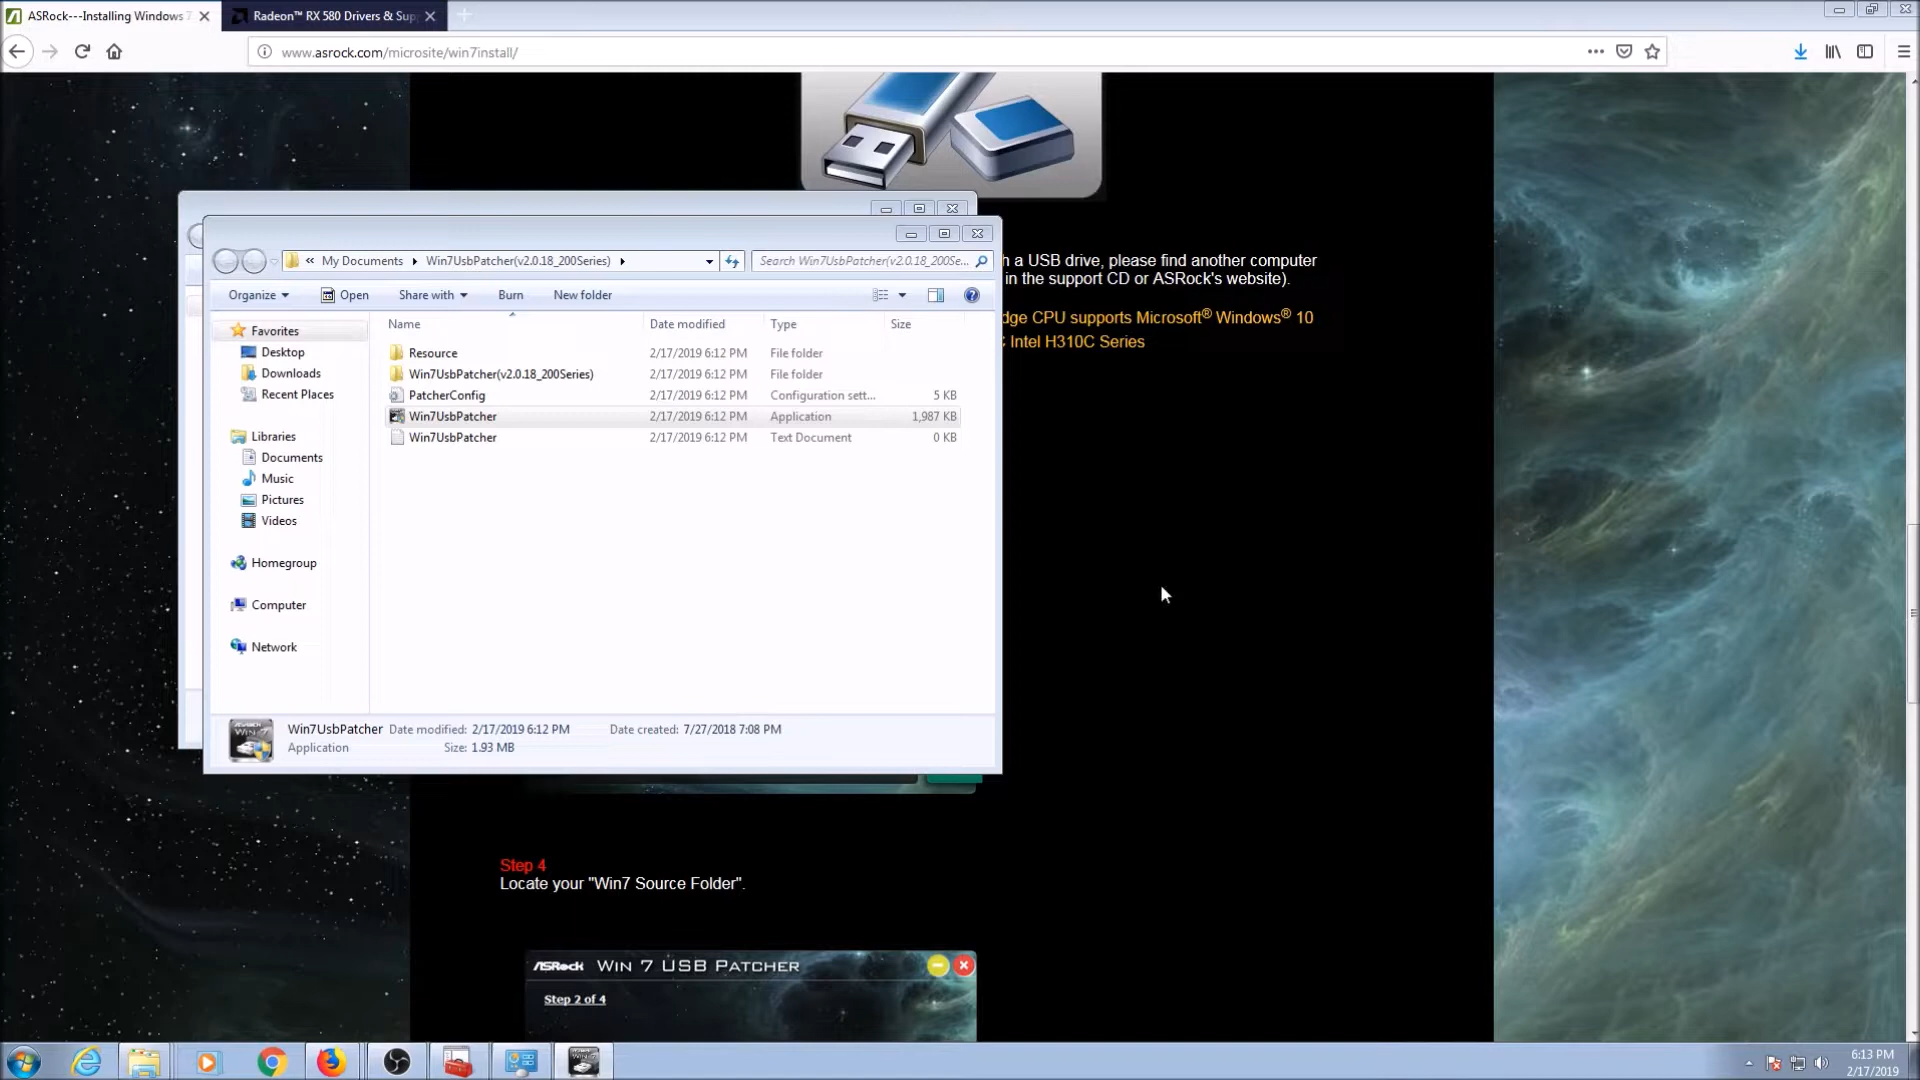 ASRock---Installing Windows 7
Radeon™ RX 580 Drivers & Sup
www.asrock.com/microsite/win7install/
h a USB drive, please find another computer
in the support CD or ASRock's website).
dge CPU supports Microsoft® Windows® 10
Intel H310C Series
« My Documents Win7UsbPatcher(v2.0.18_200Series)
Search Win7UsbPatcher(v2.0.18_200Se...
Organize Open Share with Burn New folder
Name Date modified Type Size
Favorites
Desktop
Downloads
Recent Places
Libraries
Documents
Music
Pictures
Videos
Homegroup
Computer
Network
Resource 2/17/2019 6:12 PM File folder
Win7UsbPatcher(v2.0.18_200Series) 2/17/2019 6:12 PM File folder
PatcherConfig 2/17/2019 6:12 PM Configuration sett... 5 KB
Win7UsbPatcher 2/17/2019 6:12 PM Application 1,987 KB
Win7UsbPatcher 2/17/2019 6:12 PM Text Document 0 KB
Win7UsbPatcher Date modified: 2/17/2019 6:12 PM Date created: 7/27/2018 7:08 PM
Application Size: 1.93 MB
Step 4
Locate your "Win7 Source Folder".
ASRock Win 7 USB Patcher
Step 2 of 4
6:13 PM
2/17/2019